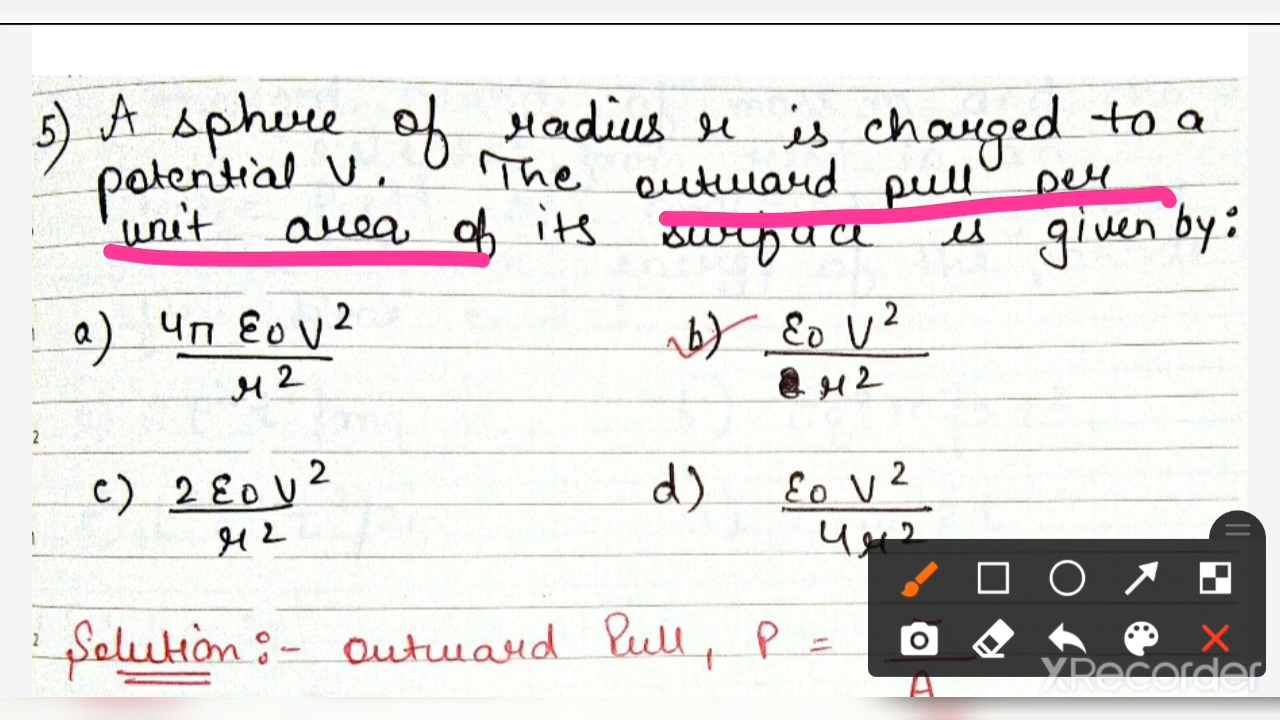 5) A sphere of radius r is charged to a
potential V. The outward pull per
unit area of its surface is given by:
a) 4π ε0 V² / r²
b) ε0 V² / r²
c) 2 ε0 V² / r²
d) ε0 V² / 4r²
Solution :- outward Pull, P =
A
XRecorder